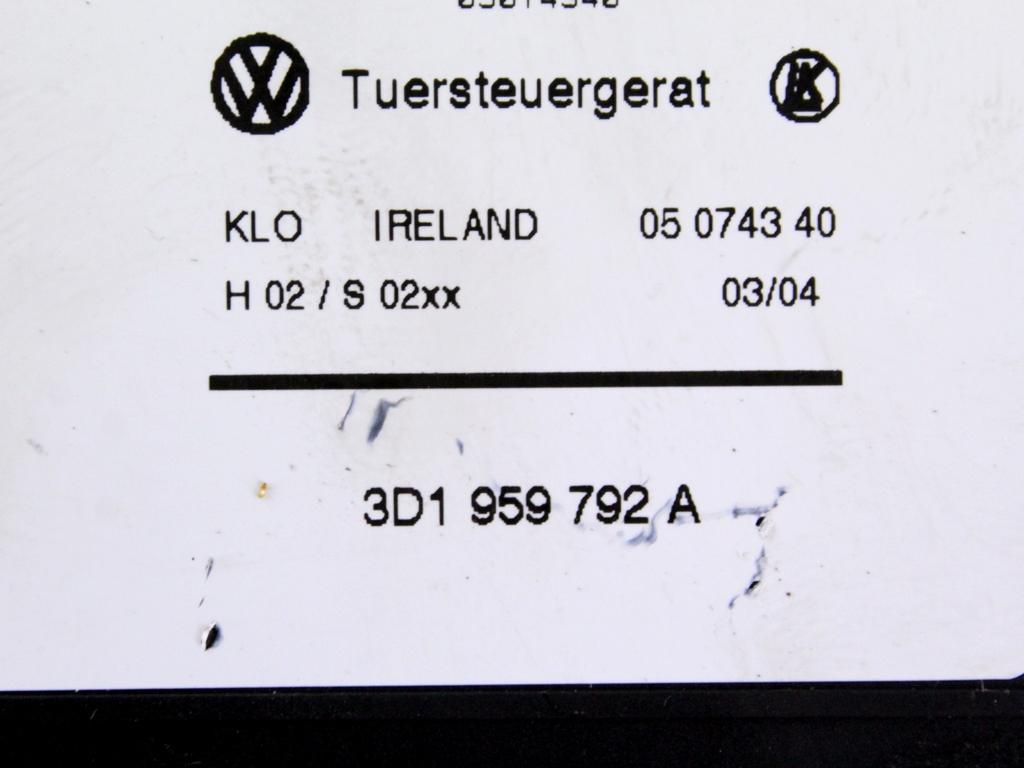 Tuersteuergerat
KLO IRELAND 05 0743 40
H 02 / S 02xx 03/04
3D1 959 792 A